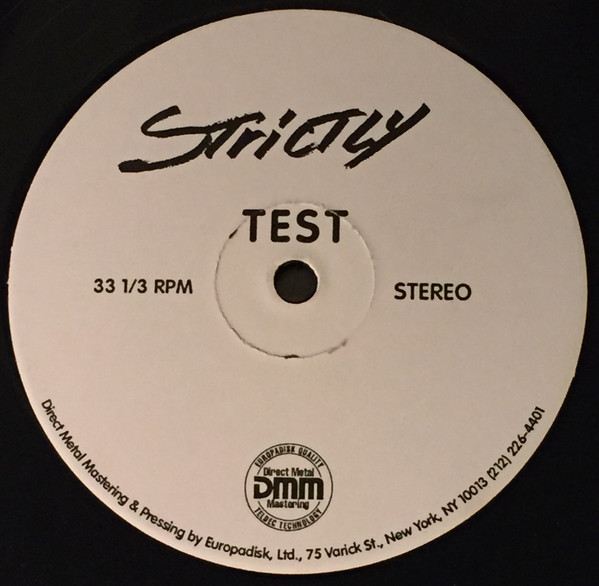 Strictly
TEST
33 1/3 RPM
STEREO
EUROPADISK QUALITY
Direct Metal
DMM
Mastering
TELDEC TECHNOLOGY
Direct Metal Mastering & Pressing by Europadisk, Ltd., 75 Varick St., New York, NY 10013 (212) 226-4401